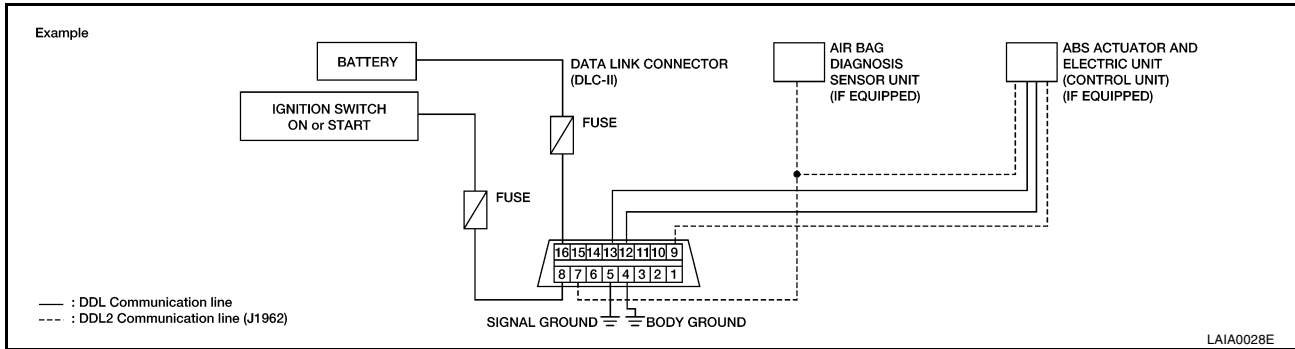 Example
BATTERY
IGNITION SWITCH
ON or START
DATA LINK CONNECTOR
(DLC-II)
FUSE
FUSE
AIR BAG
DIAGNOSIS
SENSOR UNIT
(IF EQUIPPED)
ABS ACTUATOR AND
ELECTRIC UNIT
(CONTROL UNIT)
(IF EQUIPPED)
16 15 14 13 12 11 10 9
8 7 6 5 4 3 2 1
: DDL Communication line
: DDL2 Communication line (J1962)
SIGNAL GROUND
BODY GROUND
LAIA0028E